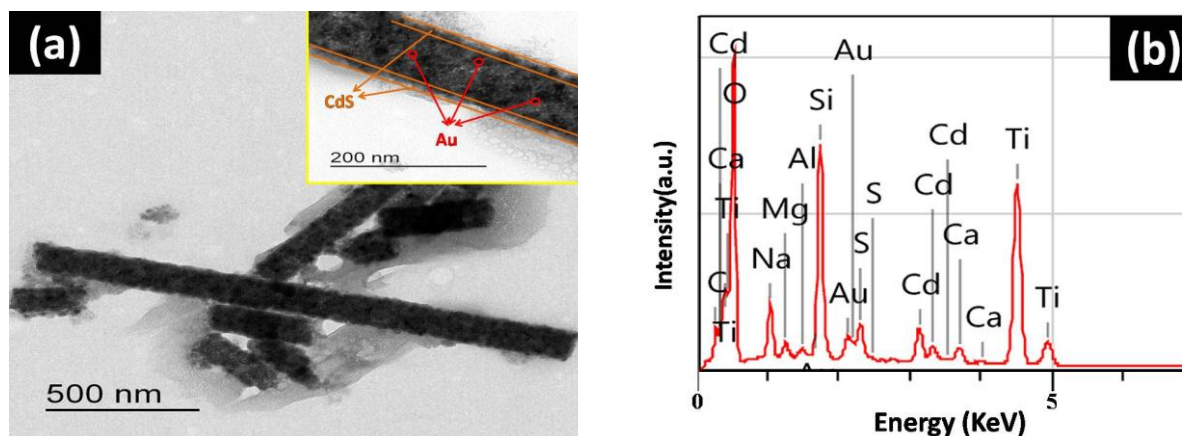 (a)
CdS
Au
200 nm
500 nm
(b)
Cd
O
Ca
Ti
C
Ti
Na
Mg
Al
Si
Au
Au
S
S
Cd
Cd
Cd
Ca
Ca
Ti
Ti
Intensity(a.u.)
0
5
Energy (KeV)